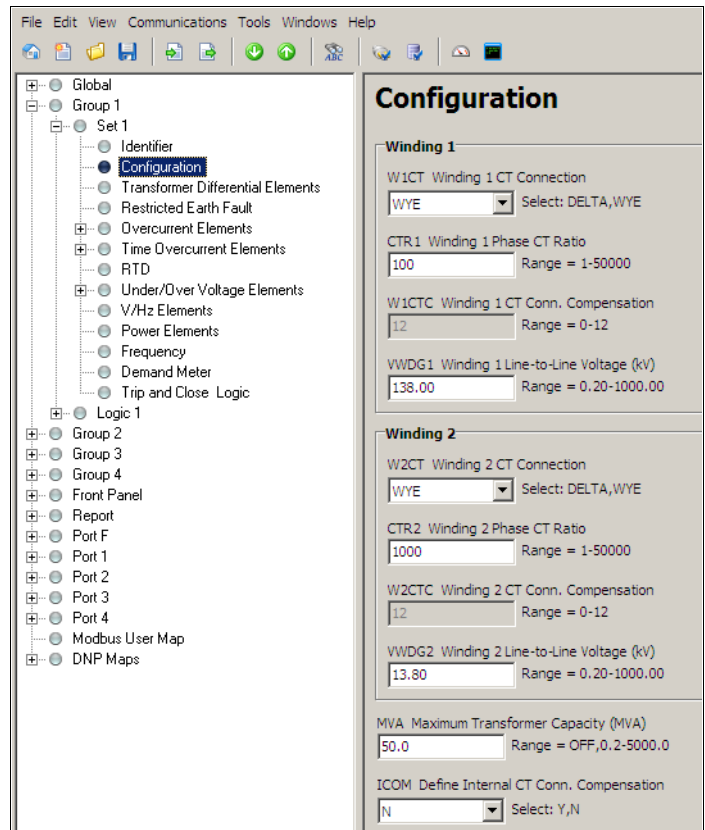 File Edit View Communications Tools Windows Help
ABC
Global
Group 1
Set 1
Identifier
Configuration
Transformer Differential Elements
Restricted Earth Fault
Overcurrent Elements
Time Overcurrent Elements
RTD
Under/Over Voltage Elements
V/Hz Elements
Power Elements
Frequency
Demand Meter
Trip and Close Logic
Logic 1
Group 2
Group 3
Group 4
Front Panel
Report
Port F
Port 1
Port 2
Port 3
Port 4
Modbus User Map
DNP Maps
Configuration
Winding 1
W1CT Winding 1 CT Connection
WYE Select: DELTA,WYE
CTR1 Winding 1 Phase CT Ratio
100 Range = 1-50000
W1CTC Winding 1 CT Conn. Compensation
12 Range = 0-12
VWDG1 Winding 1 Line-to-Line Voltage (kV)
138.00 Range = 0.20-1000.00
Winding 2
W2CT Winding 2 CT Connection
WYE Select: DELTA,WYE
CTR2 Winding 2 Phase CT Ratio
1000 Range = 1-50000
W2CTC Winding 2 CT Conn. Compensation
12 Range = 0-12
VWDG2 Winding 2 Line-to-Line Voltage (kV)
13.80 Range = 0.20-1000.00
MVA Maximum Transformer Capacity (MVA)
50.0 Range = OFF,0.2-5000.0
ICOM Define Internal CT Conn. Compensation
N Select: Y,N